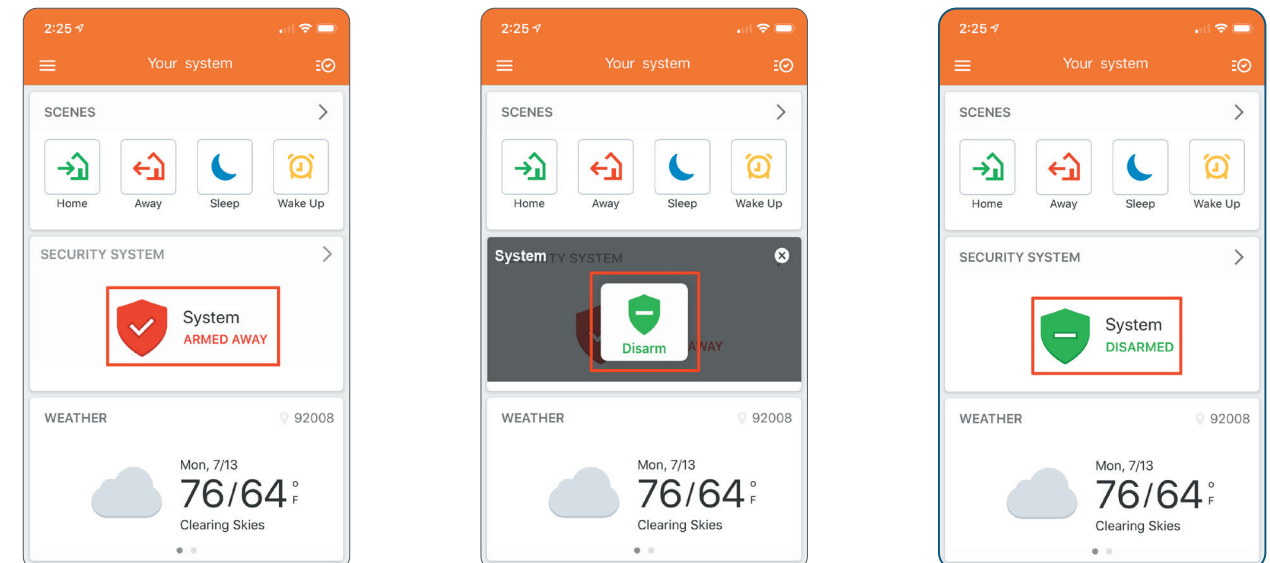 2:25
Your system
SCENES
Home Away Sleep Wake Up
SECURITY SYSTEM
System
ARMED AWAY
WEATHER 92008
Mon, 7/13
76/64 °F
Clearing Skies
2:25
Your system
SCENES
Home Away Sleep Wake Up
System TY SYSTEM
Disarm AWAY
WEATHER 92008
Mon, 7/13
76/64 °F
Clearing Skies
2:25
Your system
SCENES
Home Away Sleep Wake Up
SECURITY SYSTEM
System
DISARMED
WEATHER 92008
Mon, 7/13
76/64 °F
Clearing Skies